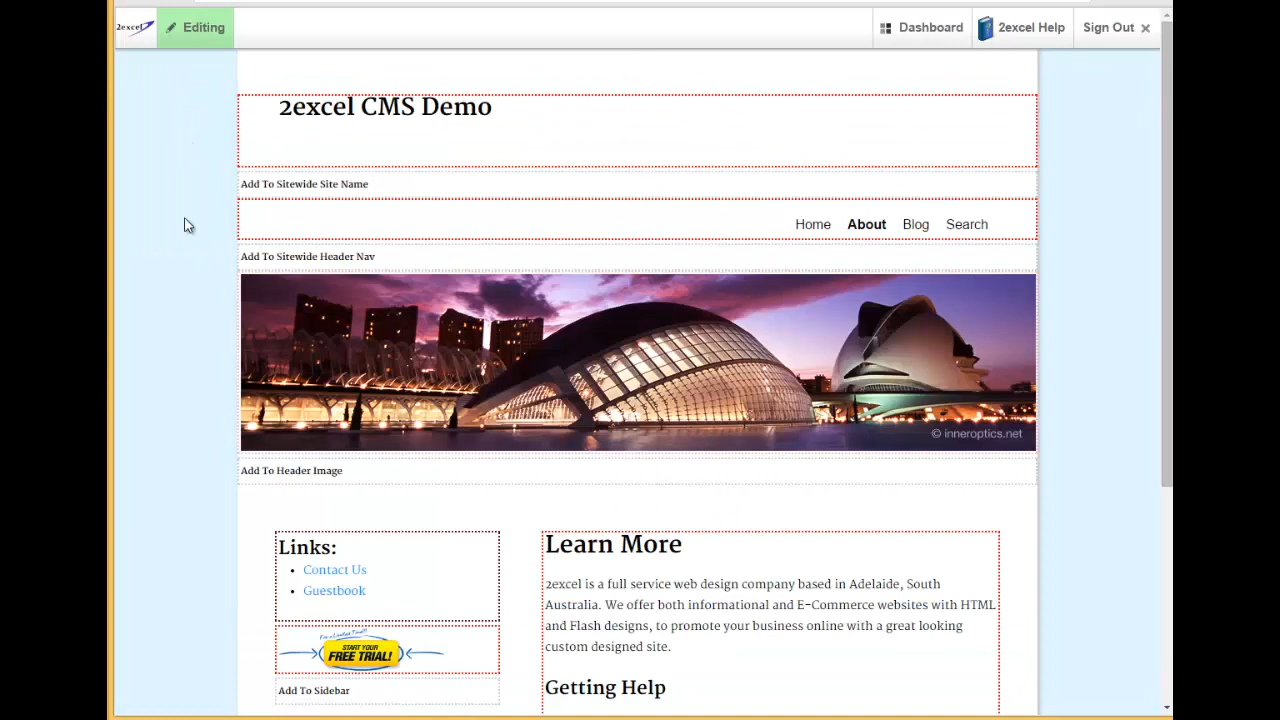 2excel
Editing
Dashboard
2excel Help
Sign Out
2excel CMS Demo
Add To Sitewide Site Name
Home About Blog Search
Add To Sitewide Header Nav
© inneroptics.net
Add To Header Image
Links:
Contact Us
Guestbook
For a Limited Time!!
START YOUR
FREE TRIAL!
Add To Sidebar
Learn More
2excel is a full service web design company based in Adelaide, South
Australia. We offer both informational and E-Commerce websites with HTML
and Flash designs, to promote your business online with a great looking
custom designed site.
Getting Help